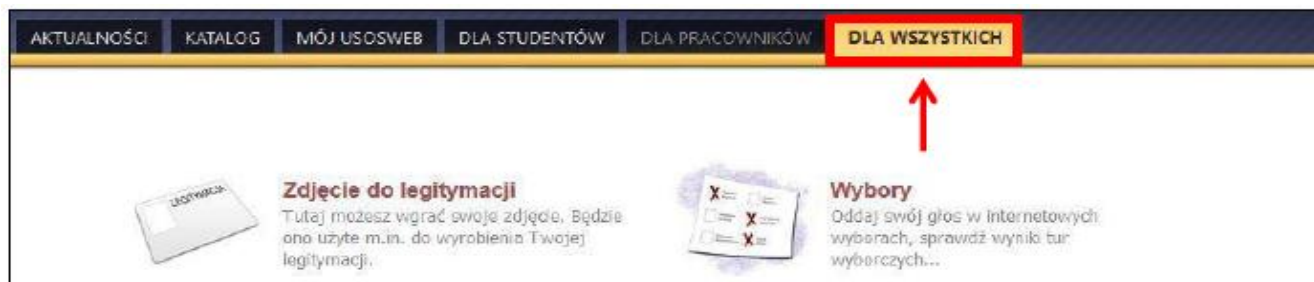 AKTUALNOŚCI KATALOG MÓJ USOSWEB DLA STUDENTÓW DLA PRACOWNIKÓW DLA WSZYSTKICH
LEGITYMACJA
Zdjęcie do legitymacji
Tutaj możesz wgrać swoje zdjęcie. Będzie
ono użyte m.in. do wyrobienia Twojej
legitymacji.
Wybory
Oddaj swój głos w internetowych
wyborach, sprawdź wyniki tur
wyborczych...